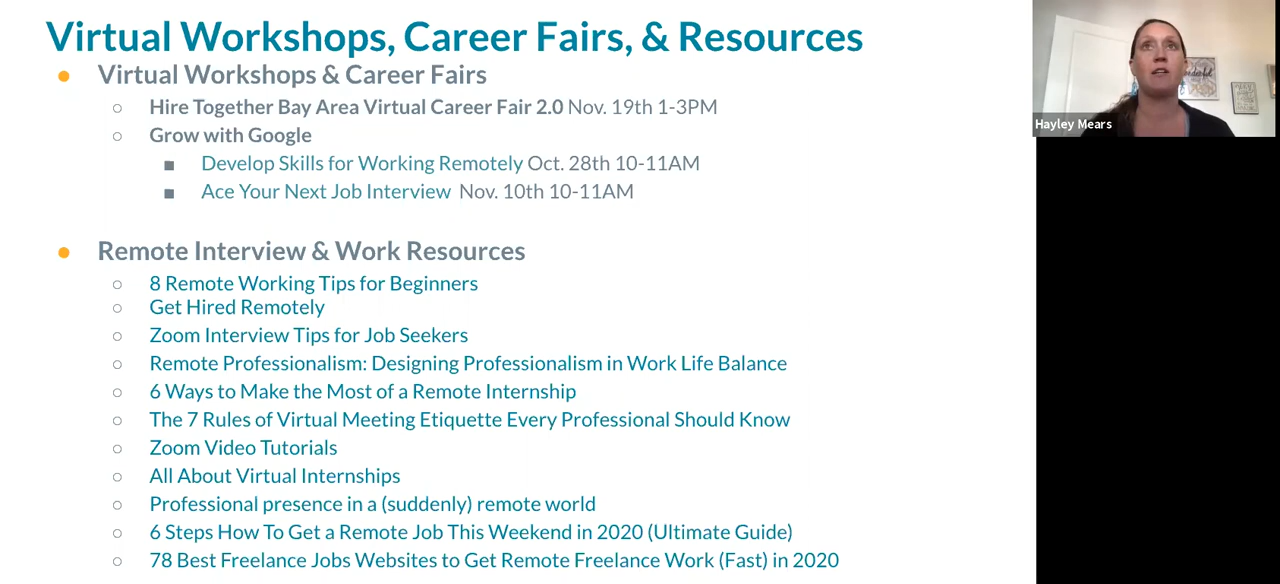 Virtual Workshops, Career Fairs, & Resources
● Virtual Workshops & Career Fairs
○ Hire Together Bay Area Virtual Career Fair 2.0 Nov. 19th 1-3PM
○ Grow with Google
■ Develop Skills for Working Remotely Oct. 28th 10-11AM
■ Ace Your Next Job Interview Nov. 10th 10-11AM
● Remote Interview & Work Resources
○ 8 Remote Working Tips for Beginners
○ Get Hired Remotely
○ Zoom Interview Tips for Job Seekers
○ Remote Professionalism: Designing Professionalism in Work Life Balance
○ 6 Ways to Make the Most of a Remote Internship
○ The 7 Rules of Virtual Meeting Etiquette Every Professional Should Know
○ Zoom Video Tutorials
○ All About Virtual Internships
○ Professional presence in a (suddenly) remote world
○ 6 Steps How To Get a Remote Job This Weekend in 2020 (Ultimate Guide)
○ 78 Best Freelance Jobs Websites to Get Remote Freelance Work (Fast) in 2020
Hayley Mears